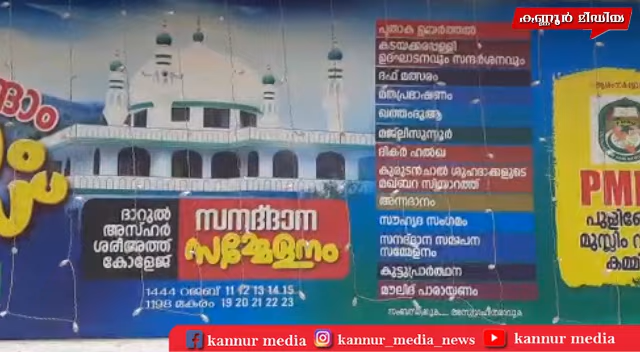 കണ്ണൂർ മീഡിയ
പതാക ഉയർത്തൽ
കടയക്കരപള്ളി
ഉദ്ഘാടനവും സന്ദർശനവും
ദഫ് മത്സരം
മതപ്രഭാഷണം
ഖത്തംദുആ
മജ്‌ലിസുന്നൂർ
ദിക്ർ ഹൽഖ
കുരുടൻചാൽ ശുഹദാക്കളുടെ
മഖ്ബറ സിയാറത്ത്
അന്നദാനം
സൗഹൃദ സംഗമം
സനദ്ദാന സമാപന
സമ്മേളനം
കൂട്ടുപ്രാർത്ഥന
മൗലിദ് പാരായണം
ദാറുൽ
അസ്ഹർ
ശരീഅത്ത്
കോളേജ്
സനദ്ദാന
സമ്മേളനം
1444 റജബ് 11 12 13 14 15
1198 മകരം 19 20 21 22 23
PM
മുസ്ലിം
കമ്മി
kannur media
kannur_media_news
kannur media